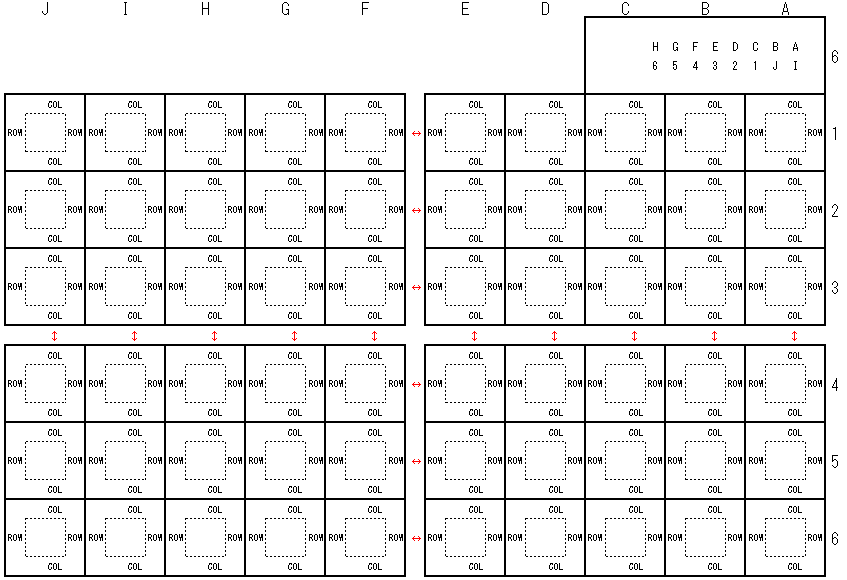 J I H G F E D C B A
H G F E D C B A
6 5 4 3 2 1 J I
6
COL COL COL COL COL COL COL COL COL COL
ROW ROW ROW ROW ROW ROW ROW ROW ROW ROW ↔ ROW ROW ROW ROW ROW ROW ROW ROW ROW ROW 1
COL COL COL COL COL COL COL COL COL COL
COL COL COL COL COL COL COL COL COL COL
ROW ROW ROW ROW ROW ROW ROW ROW ROW ROW ↔ ROW ROW ROW ROW ROW ROW ROW ROW ROW ROW 2
COL COL COL COL COL COL COL COL COL COL
COL COL COL COL COL COL COL COL COL COL
ROW ROW ROW ROW ROW ROW ROW ROW ROW ROW ↔ ROW ROW ROW ROW ROW ROW ROW ROW ROW ROW 3
COL COL COL COL COL COL COL COL COL COL
↕ ↕ ↕ ↕ ↕ ↕ ↕ ↕ ↕ ↕
COL COL COL COL COL COL COL COL COL COL
ROW ROW ROW ROW ROW ROW ROW ROW ROW ROW ↔ ROW ROW ROW ROW ROW ROW ROW ROW ROW ROW 4
COL COL COL COL COL COL COL COL COL COL
COL COL COL COL COL COL COL COL COL COL
ROW ROW ROW ROW ROW ROW ROW ROW ROW ROW ↔ ROW ROW ROW ROW ROW ROW ROW ROW ROW ROW 5
COL COL COL COL COL COL COL COL COL COL
COL COL COL COL COL COL COL COL COL COL
ROW ROW ROW ROW ROW ROW ROW ROW ROW ROW ↔ ROW ROW ROW ROW ROW ROW ROW ROW ROW ROW 6
COL COL COL COL COL COL COL COL COL COL